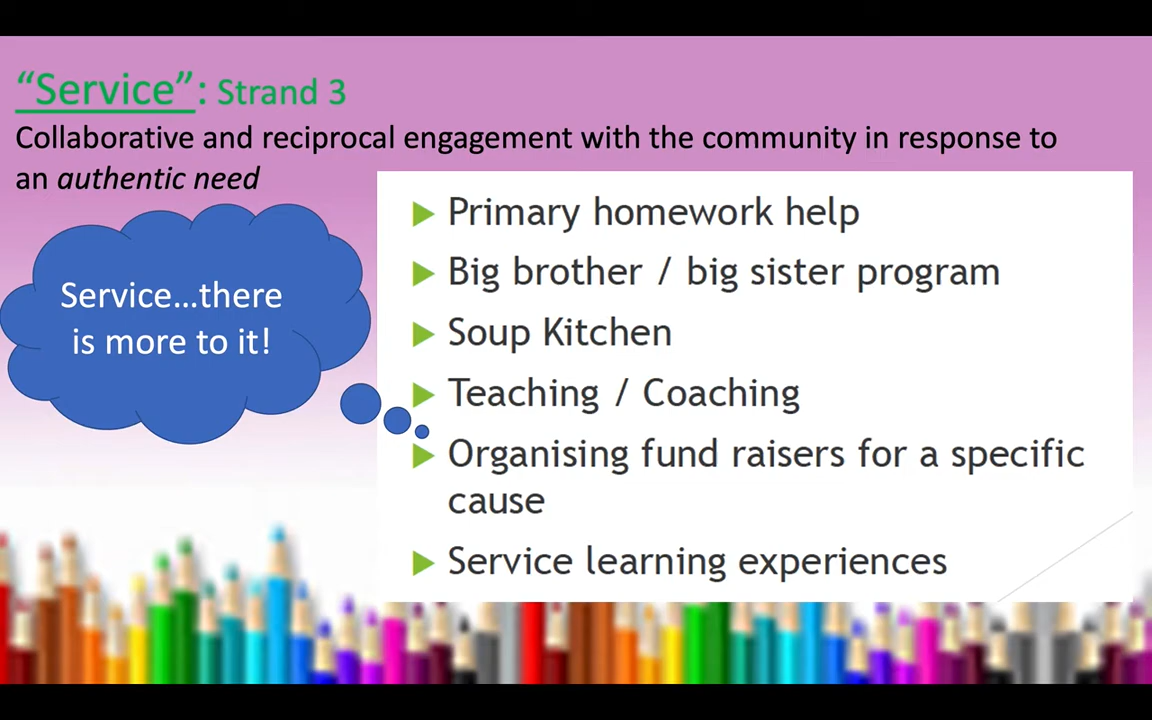 “Service”: Strand 3
Collaborative and reciprocal engagement with the community in response to
an authentic need
Service...there
is more to it!
Primary homework help
Big brother / big sister program
Soup Kitchen
Teaching / Coaching
Organising fund raisers for a specific
cause
Service learning experiences